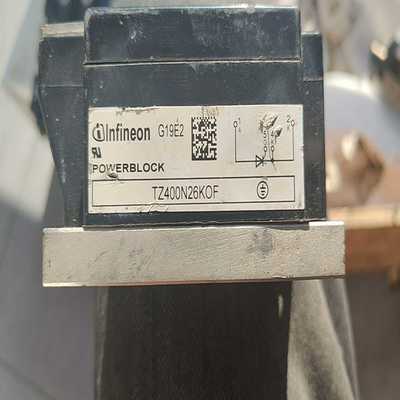 Infineon G19E2
POWERBLOCK
TZ400N26KOF